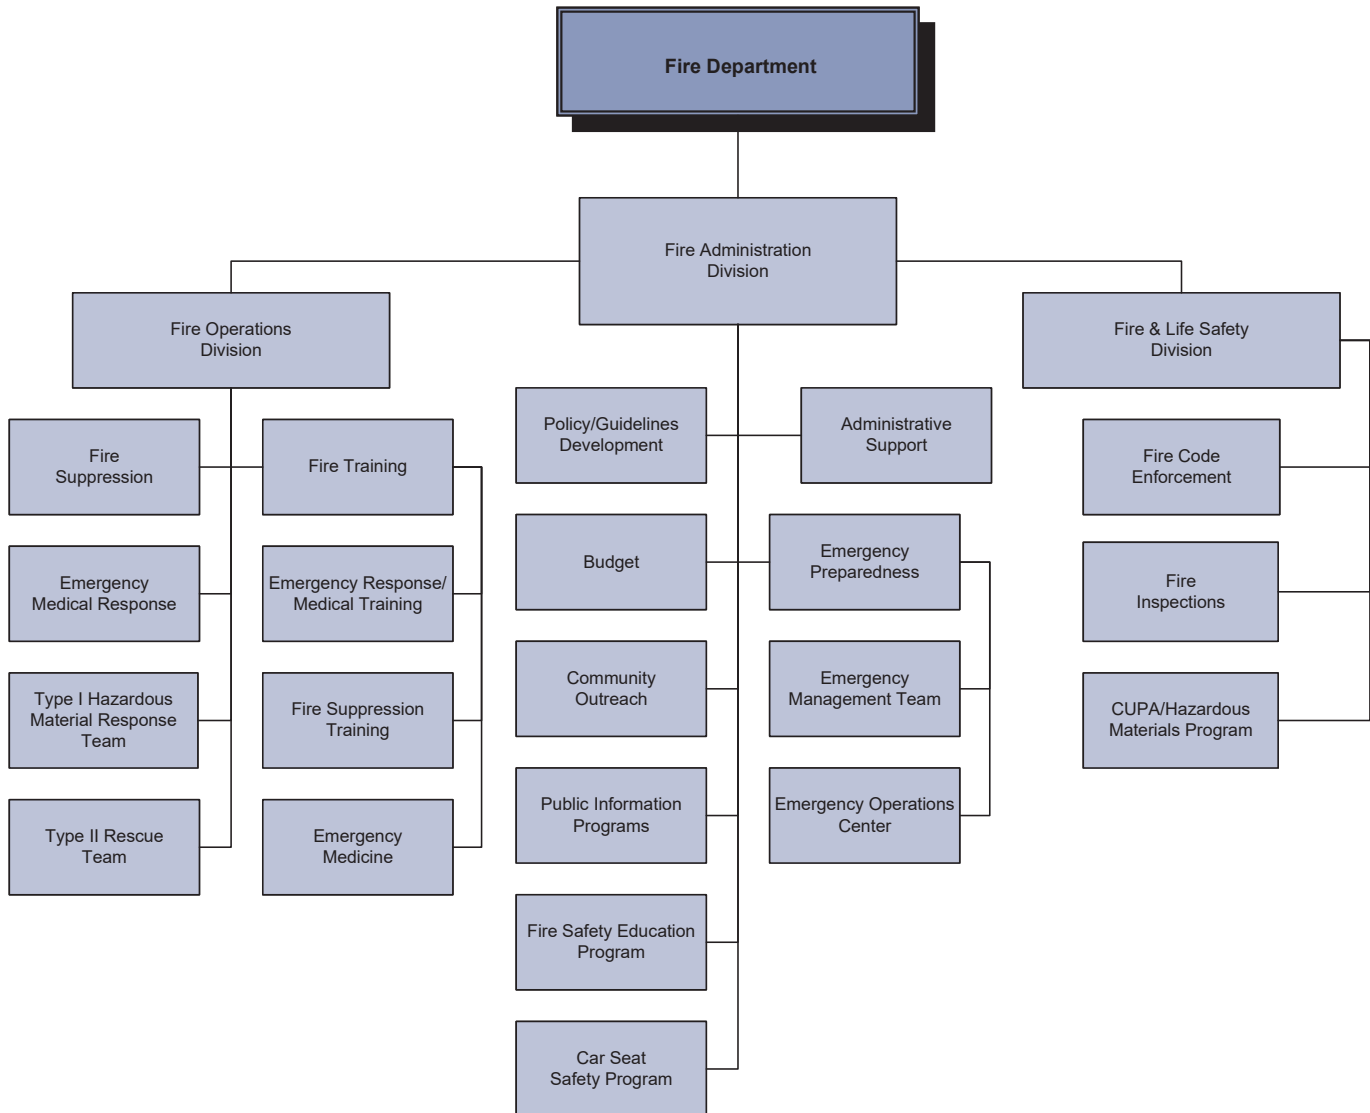 Fire Department
Fire Administration
Division
Fire Operations
Division
Fire & Life Safety
Division
Fire
Suppression
Fire Training
Emergency
Medical Response
Emergency Response/
Medical Training
Type I Hazardous
Material Response
Team
Fire Suppression
Training
Type II Rescue
Team
Emergency
Medicine
Policy/Guidelines
Development
Administrative
Support
Budget
Emergency
Preparedness
Community
Outreach
Emergency
Management Team
Public Information
Programs
Emergency Operations
Center
Fire Safety Education
Program
Car Seat
Safety Program
Fire Code
Enforcement
Fire
Inspections
CUPA/Hazardous
Materials Program